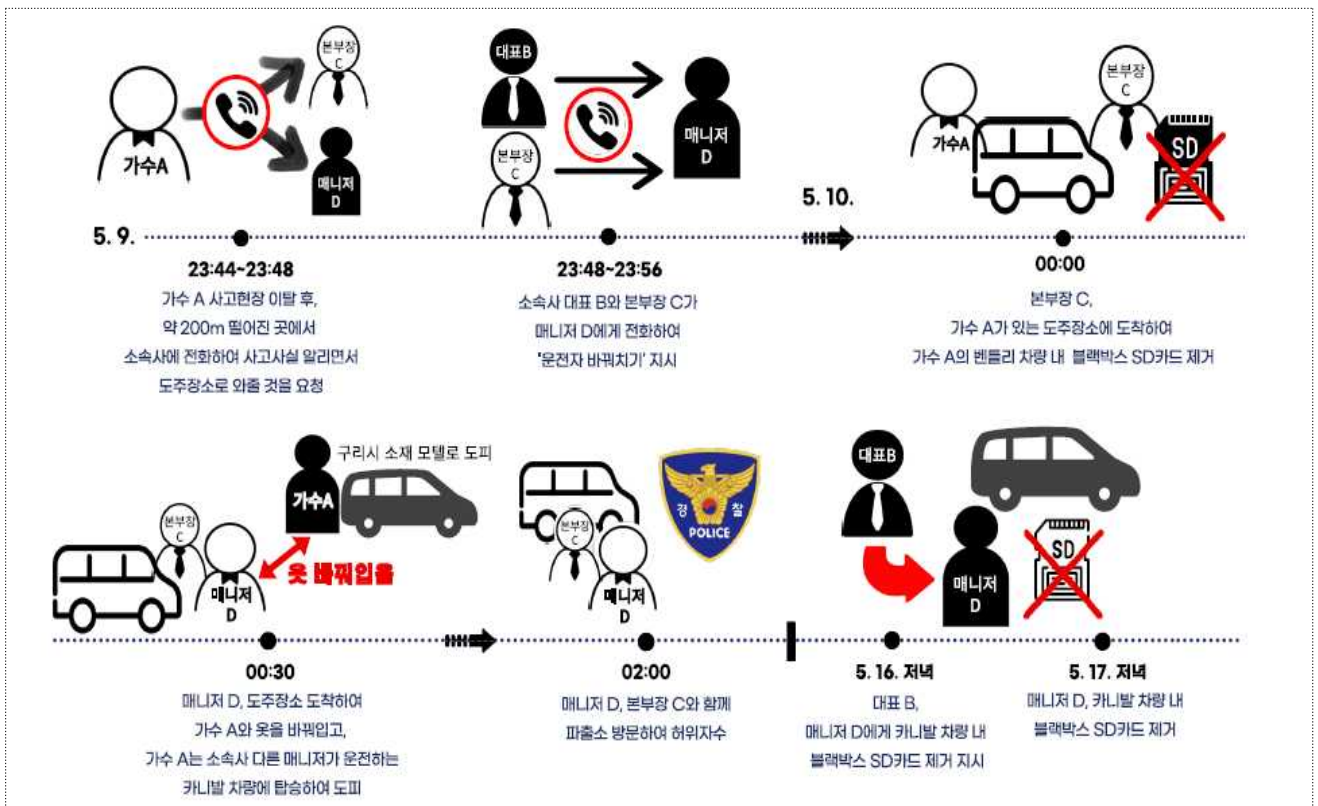 본부장
C
가수A
매니저
D
대표B
본부장
C
매니저
D
가수A
본부장
C
SD
5. 9.
5. 10.
23:44~23:48
가수 A 사고현장 이탈 후,
약 200m 떨어진 곳에서
소속사에 전화하여 사고사실 알리면서
도주장소로 와줄 것을 요청
23:48~23:56
소속사 대표 B와 본부장 C가
매니저 D에게 전화하여
'운전자 바꿔치기' 지시
00:00
본부장 C,
가수 A가 있는 도주장소에 도착하여
가수 A의 벤틀리 차량 내 블랙박스 SD카드 제거
구리시 소재 모텔로 도피
가수A
본부장
C
매니저
D
옷 바꿔입음
본부장
C
매니저
D
경 찰
POLICE
대표B
매니저
D
SD
00:30
매니저 D, 도주장소 도착하여
가수 A와 옷을 바꿔입고,
가수 A는 소속사 다른 매니저가 운전하는
카니발 차량에 탑승하여 도피
02:00
매니저 D, 본부장 C와 함께
파출소 방문하여 허위자수
5. 16. 저녁
대표 B,
매니저 D에게 카니발 차량 내
블랙박스 SD카드 제거 지시
5. 17. 저녁
매니저 D, 카니발 차량 내
블랙박스 SD카드 제거